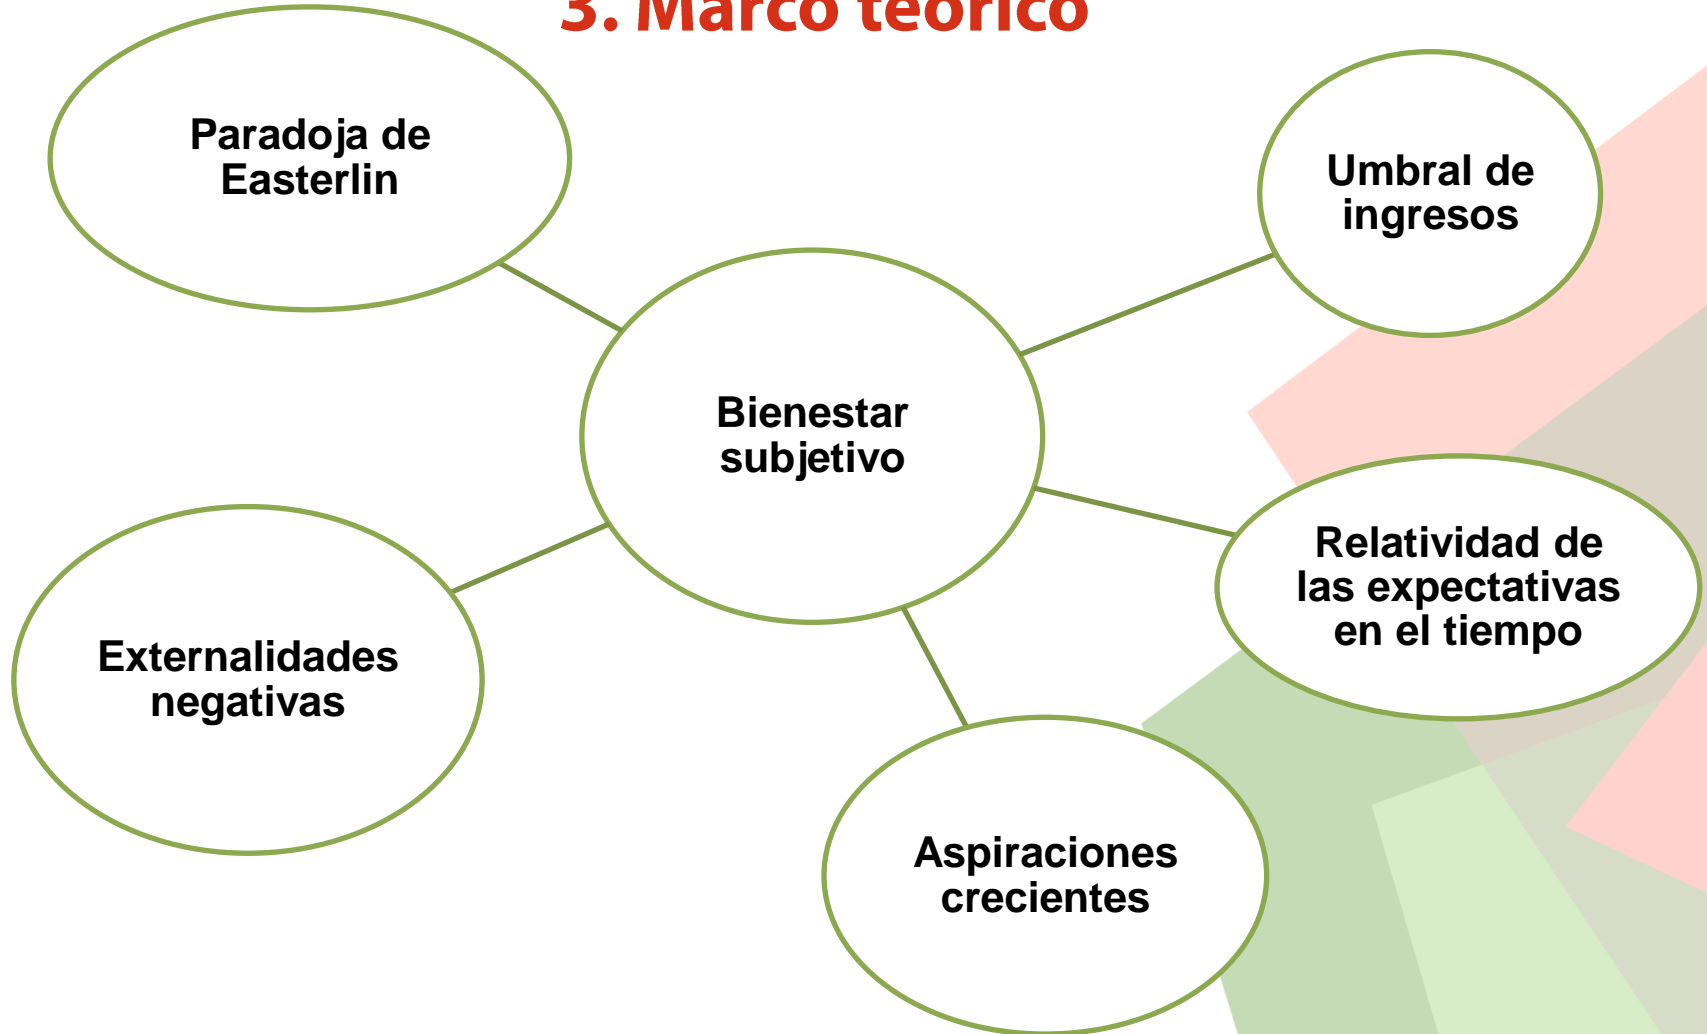 3. Marco teórico
Paradoja de
Easterlin
Umbral de
ingresos
Bienestar
subjetivo
Relatividad de
las expectativas
en el tiempo
Externalidades
negativas
Aspiraciones
crecientes